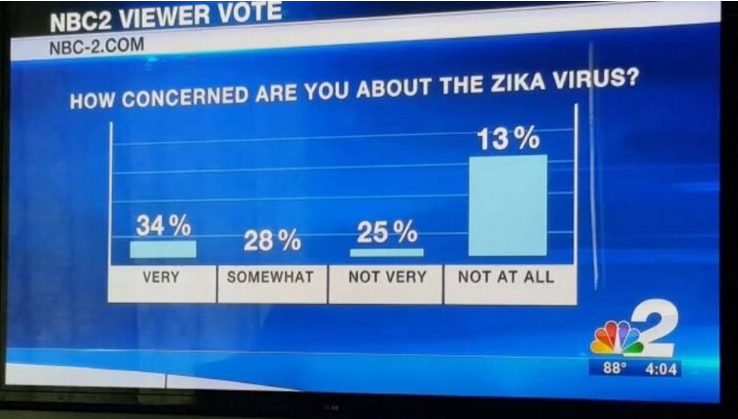 NBC2 VIEWER VOTE
NBC-2.COM
HOW CONCERNED ARE YOU ABOUT THE ZIKA VIRUS?
34%
28%
25%
13%
VERY
SOMEWHAT
NOT VERY
NOT AT ALL
2
88° 4:04